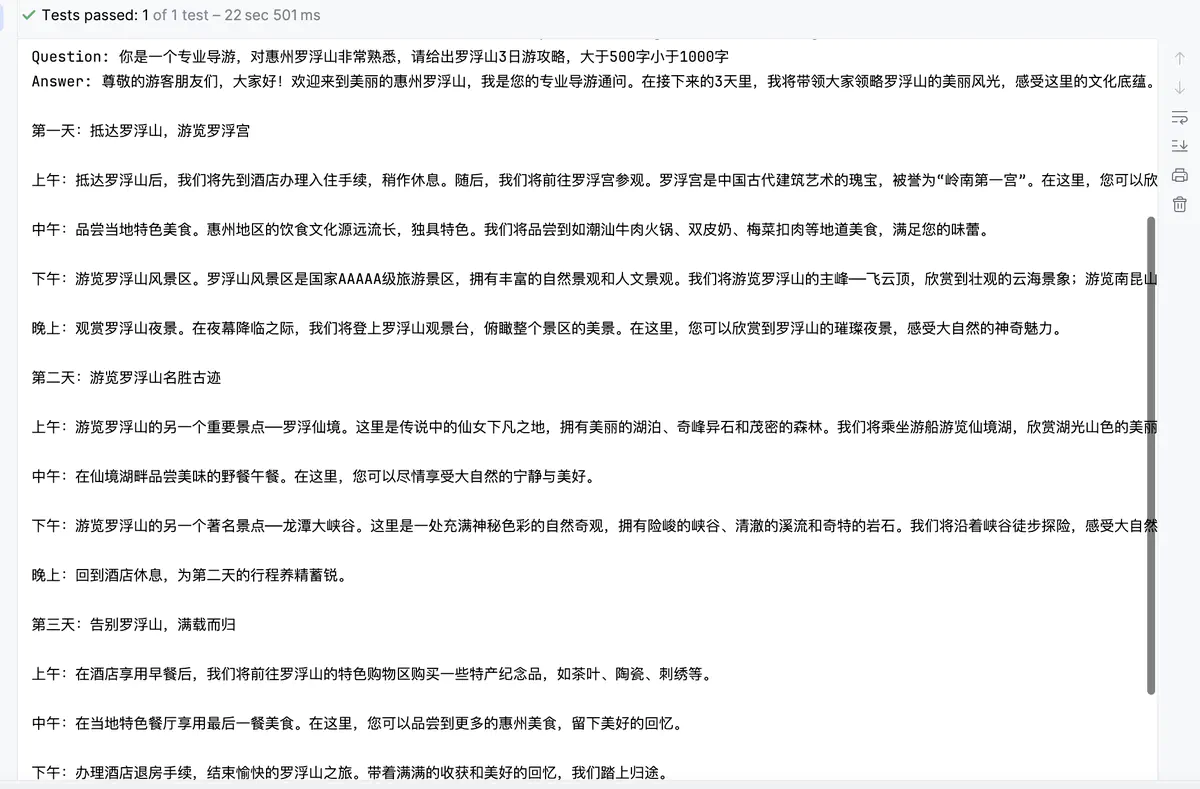 Tests passed: 1 of 1 test – 22 sec 501 ms
Question: 你是一个专业导游，对惠州罗浮山非常熟悉，请给出罗浮山3日游攻略，大于500字小于1000字
Answer: 尊敬的游客朋友们，大家好！欢迎来到美丽的惠州罗浮山，我是您的专业导游通问。在接下来的3天里，我将带领大家领略罗浮山的美丽风光，感受这里的文化底蕴。
第一天：抵达罗浮山，游览罗浮宫
上午：抵达罗浮山后，我们将先到酒店办理入住手续，稍作休息。随后，我们将前往罗浮宫参观。罗浮宫是中国古代建筑艺术的瑰宝，被誉为“岭南第一宫”。在这里，您可以欣
中午：品尝当地特色美食。惠州地区的饮食文化源远流长，独具特色。我们将品尝到如潮汕牛肉火锅、双皮奶、梅菜扣肉等地道美食，满足您的味蕾。
下午：游览罗浮山风景区。罗浮山风景区是国家AAAAA级旅游景区，拥有丰富的自然景观和人文景观。我们将游览罗浮山的主峰——飞云顶，欣赏到壮观的云海景象；游览南昆山
晚上：观赏罗浮山夜景。在夜幕降临之际，我们将登上罗浮山观景台，俯瞰整个景区的美景。在这里，您可以欣赏到罗浮山的璀璨夜景，感受大自然的神奇魅力。
第二天：游览罗浮山名胜古迹
上午：游览罗浮山的另一个重要景点——罗浮仙境。这里是传说中的仙女下凡之地，拥有美丽的湖泊、奇峰异石和茂密的森林。我们将乘坐游船游览仙境湖，欣赏湖光山色的美丽
中午：在仙境湖畔品尝美味的野餐午餐。在这里，您可以尽情享受大自然的宁静与美好。
下午：游览罗浮山的另一个著名景点——龙潭大峡谷。这里是一处充满神秘色彩的自然奇观，拥有险峻的峡谷、清澈的溪流和奇特的岩石。我们将沿着峡谷徒步探险，感受大自然
晚上：回到酒店休息，为第二天的行程养精蓄锐。
第三天：告别罗浮山，满载而归
上午：在酒店享用早餐后，我们将前往罗浮山的特色购物区购买一些特产纪念品，如茶叶、陶瓷、刺绣等。
中午：在当地特色餐厅享用最后一餐美食。在这里，您可以品尝到更多的惠州美食，留下美好的回忆。
下午：办理酒店退房手续，结束愉快的罗浮山之旅。带着满满的收获和美好的回忆，我们踏上归途。